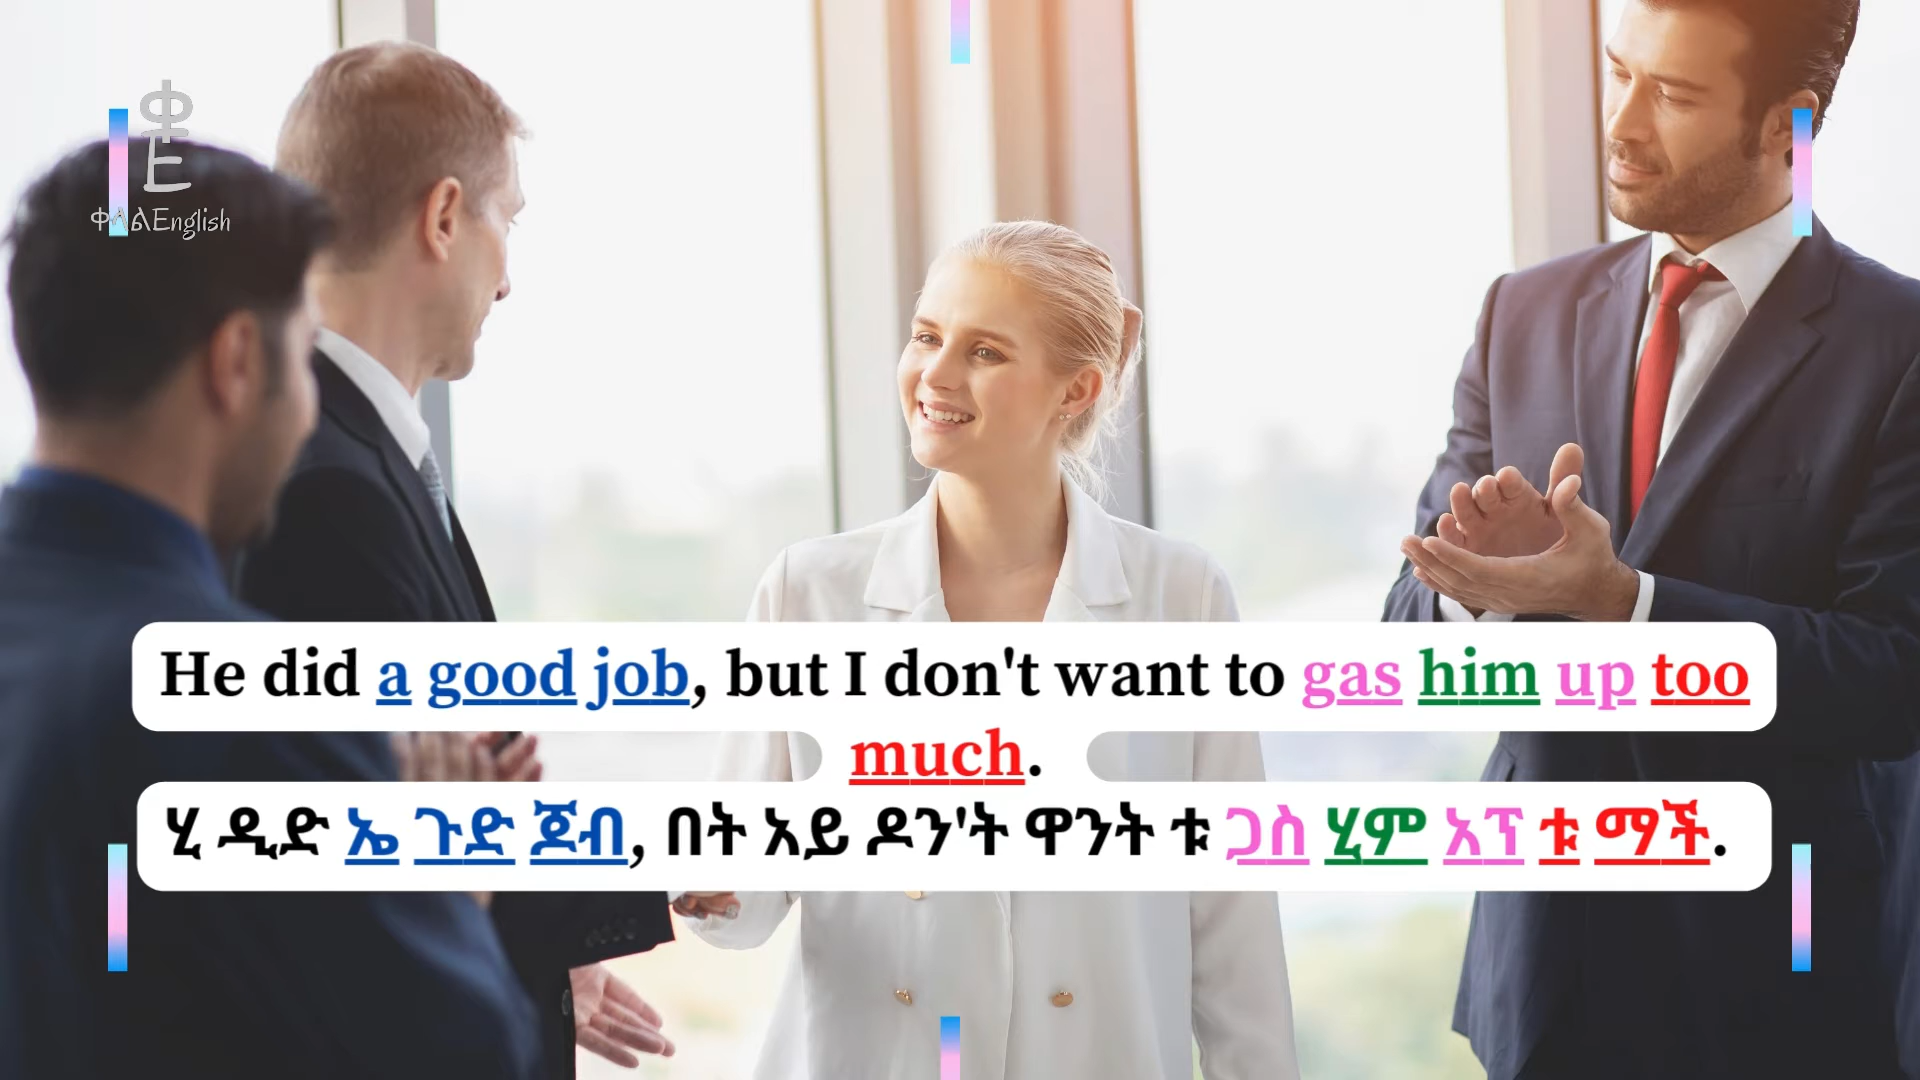 ቀላልEnglish
He did a good job, but I don't want to gas him up too
much.
ሂ ዲድ ኤ ጉድ ጆብ, በት አይ ዶን'ት ዋንት ቱ ጋስ ሂም አፕ ቱ ማች.